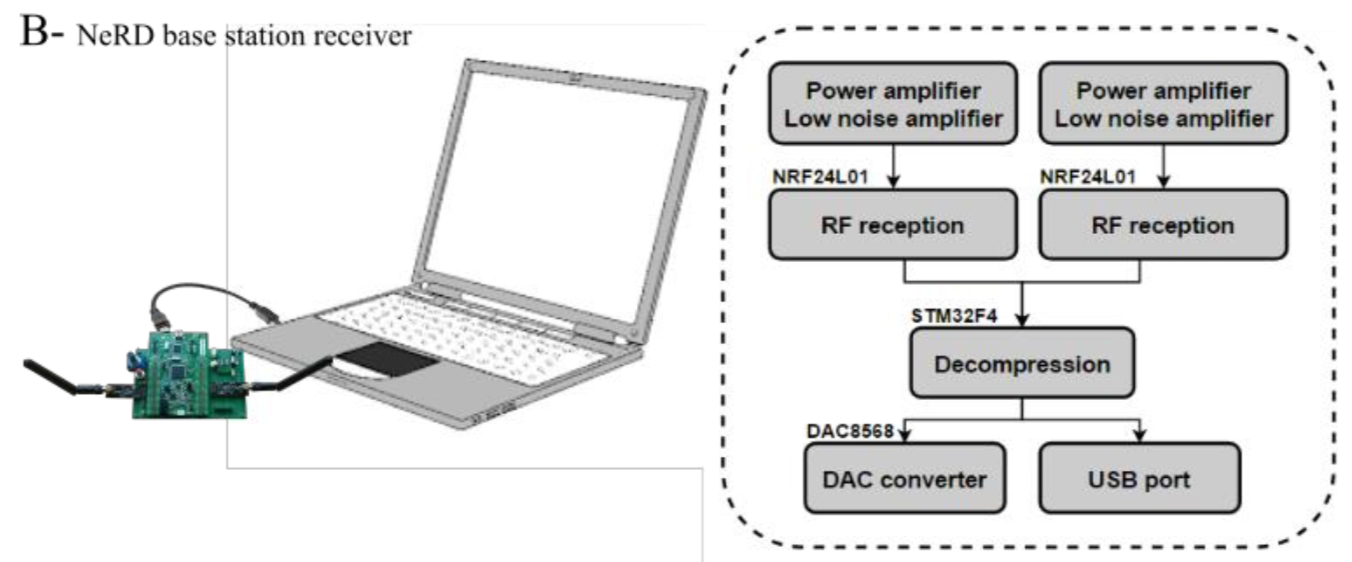 B- NeRD base station receiver
Power amplifier
Low noise amplifier
Power amplifier
Low noise amplifier
NRF24L01
NRF24L01
RF reception
RF reception
STM32F4
Decompression
DAC8568
DAC converter
USB port